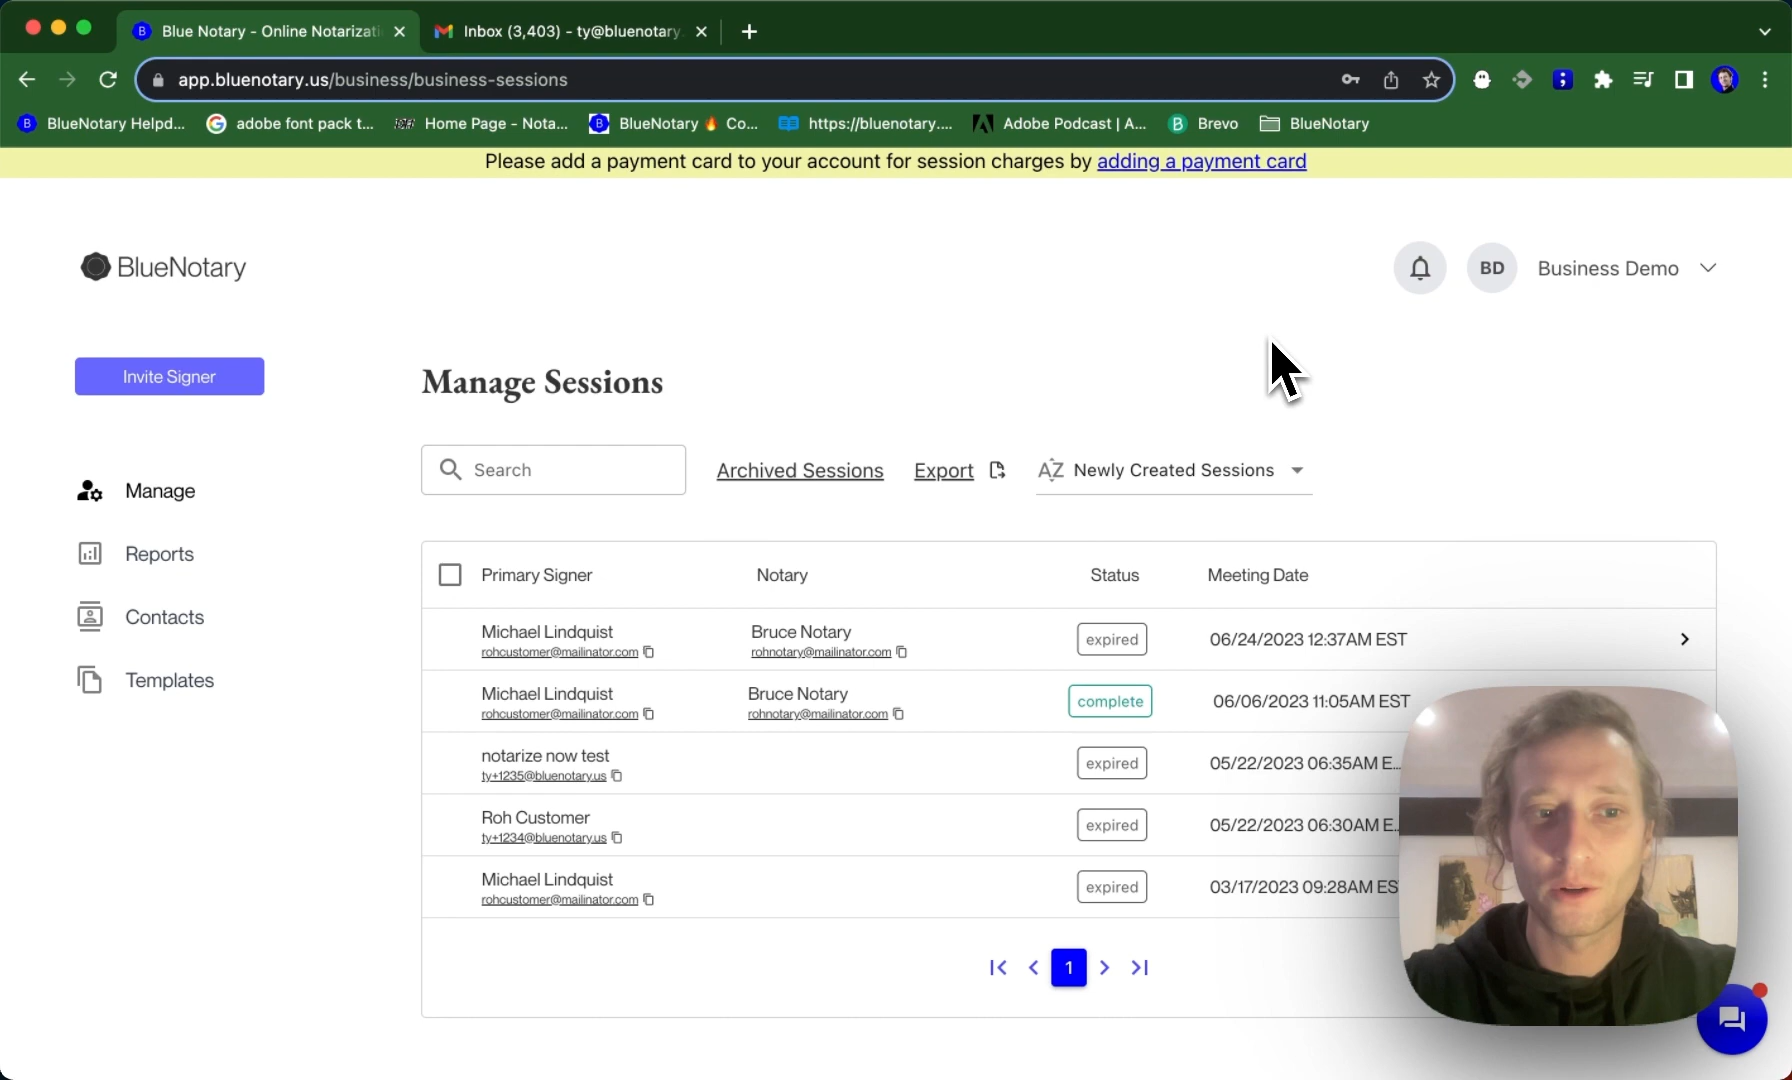 Blue Notary - Online Notarizati
Inbox (3,403) - ty@bluenotary.
app.bluenotary.us/business/business-sessions
BlueNotary Helpd...
adobe font pack t...
Home Page - Nota...
BlueNotary 🔥 Co...
https://bluenotary....
Adobe Podcast | A...
Brevo
BlueNotary
Please add a payment card to your account for session charges by adding a payment card
BlueNotary
BD
Business Demo
Invite Signer
Manage Sessions
Search
Archived Sessions
Export
AZ
Newly Created Sessions
Manage
Reports
Contacts
Templates
Primary Signer
Notary
Status
Meeting Date
Michael Lindquist
rohcustomer@mailinator.com
Bruce Notary
rohnotary@mailinator.com
expired
06/24/2023 12:37AM EST
Michael Lindquist
rohcustomer@mailinator.com
Bruce Notary
rohnotary@mailinator.com
complete
06/06/2023 11:05AM EST
notarize now test
ty+1235@bluenotary.us
expired
05/22/2023 06:35AM E...
Roh Customer
ty+1234@bluenotary.us
expired
05/22/2023 06:30AM E..
Michael Lindquist
rohcustomer@mailinator.com
expired
03/17/2023 09:28AM ES
1